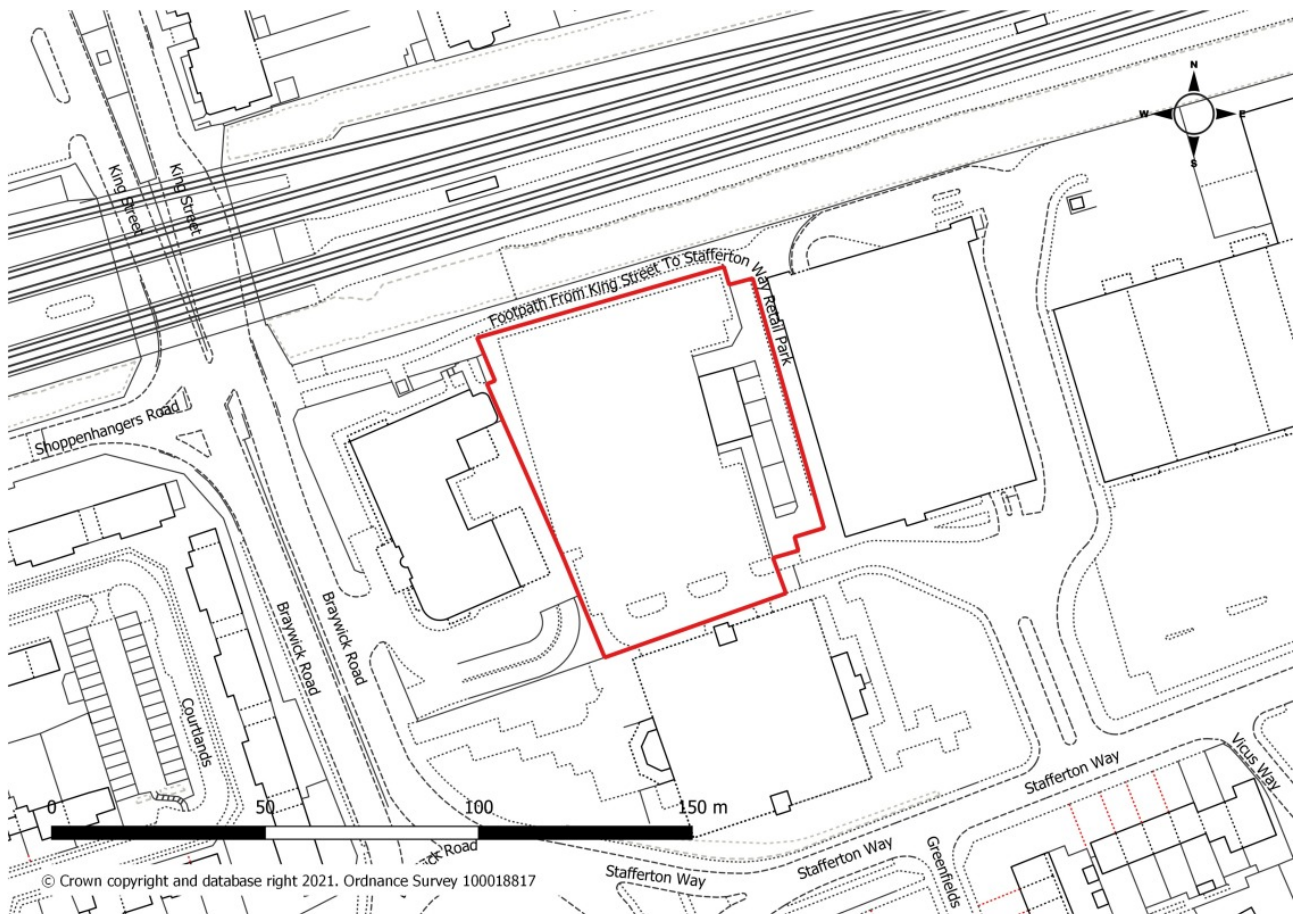 N
W E
S
King Street
King Street
Footpath From King Street To Stafferton Way Retail Park
Shoppenhangers Road
Braywick Road
Braywick Road
Courtlands
Vicus Way
Stafferton Way
0 50 100 150 m
Road
Stafferton Way
Greenfields
Stafferton Way
© Crown copyright and database right 2021. Ordnance Survey 100018817